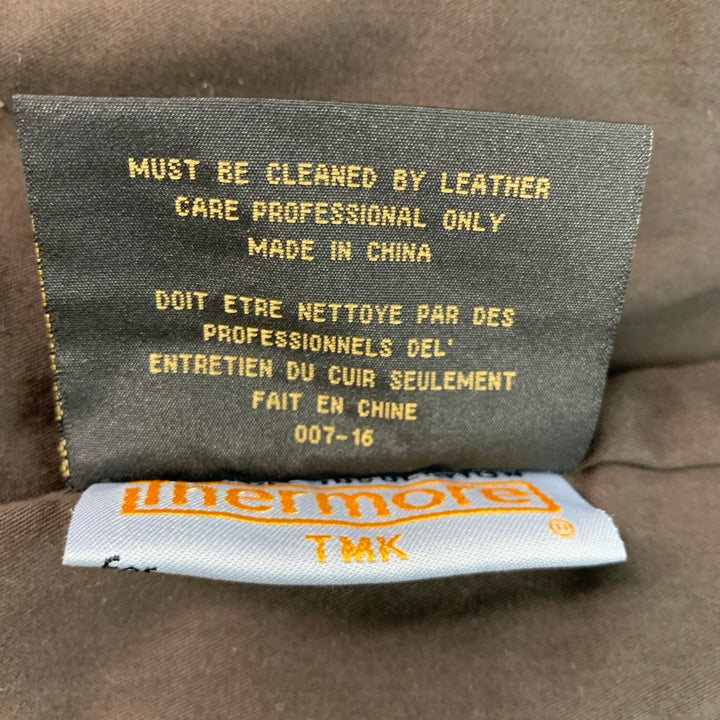 MUST BE CLEANED BY LEATHER
CARE PROFESSIONAL ONLY
MADE IN CHINA
DOIT ETRE NETTOYE PAR DES
PROFESSIONNELS DEL'
ENTRETIEN DU CUIR SEULEMENT
FAIT EN CHINE
007-16
thermore®
TMK
for